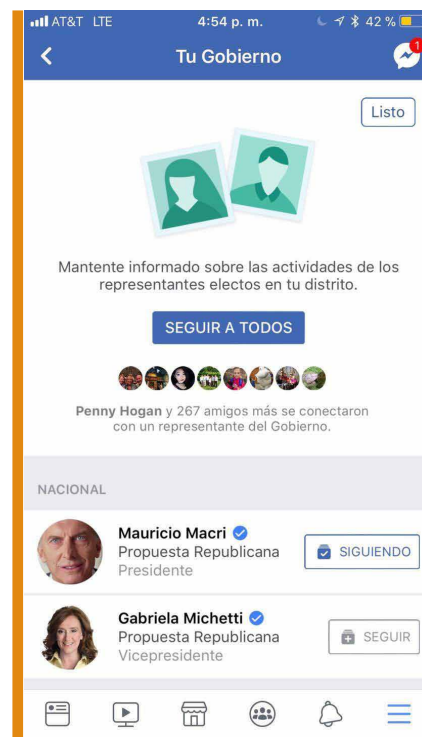 AT&T LTE 4:54 p. m. 42 %
Tu Gobierno
1
Listo
Mantente informado sobre las actividades de los
representantes electos en tu distrito.
SEGUIR A TODOS
Penny Hogan y 267 amigos más se conectaron
con un representante del Gobierno.
NACIONAL
Mauricio Macri
Propuesta Republicana
Presidente
SIGUIENDO
Gabriela Michetti
Propuesta Republicana
Vicepresidente
SEGUIR